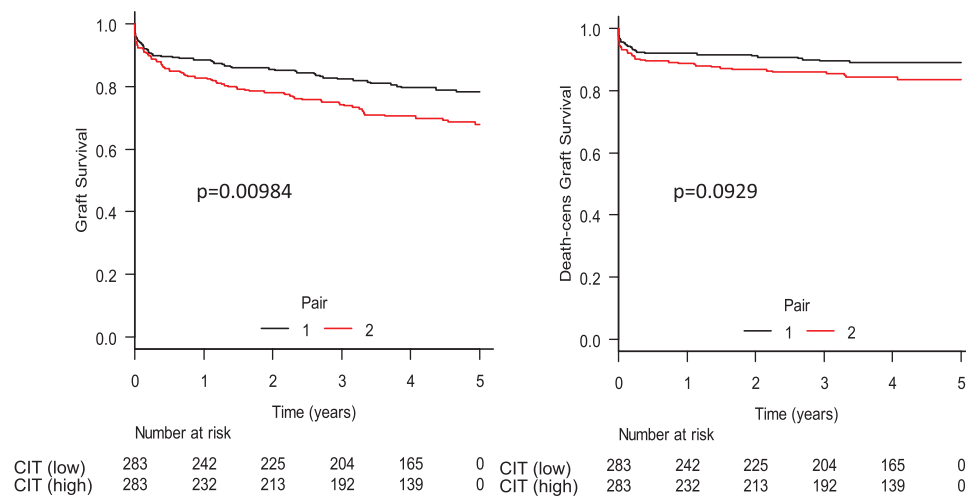 1.0
0.8
0.6
0.4
0.2
0.0
Graft Survival
p=0.00984
Pair
1 2
0 1 2 3 4 5
Time (years)
Number at risk
CIT (low) 283 242 225 204 165 0
CIT (high) 283 232 213 192 139 0
1.0
0.8
0.6
0.4
0.2
0.0
Death-cens Graft Survival
p=0.0929
Pair
1 2
0 1 2 3 4 5
Time (years)
Number at risk
CIT (low) 283 242 225 204 165 0
CIT (high) 283 232 213 192 139 0